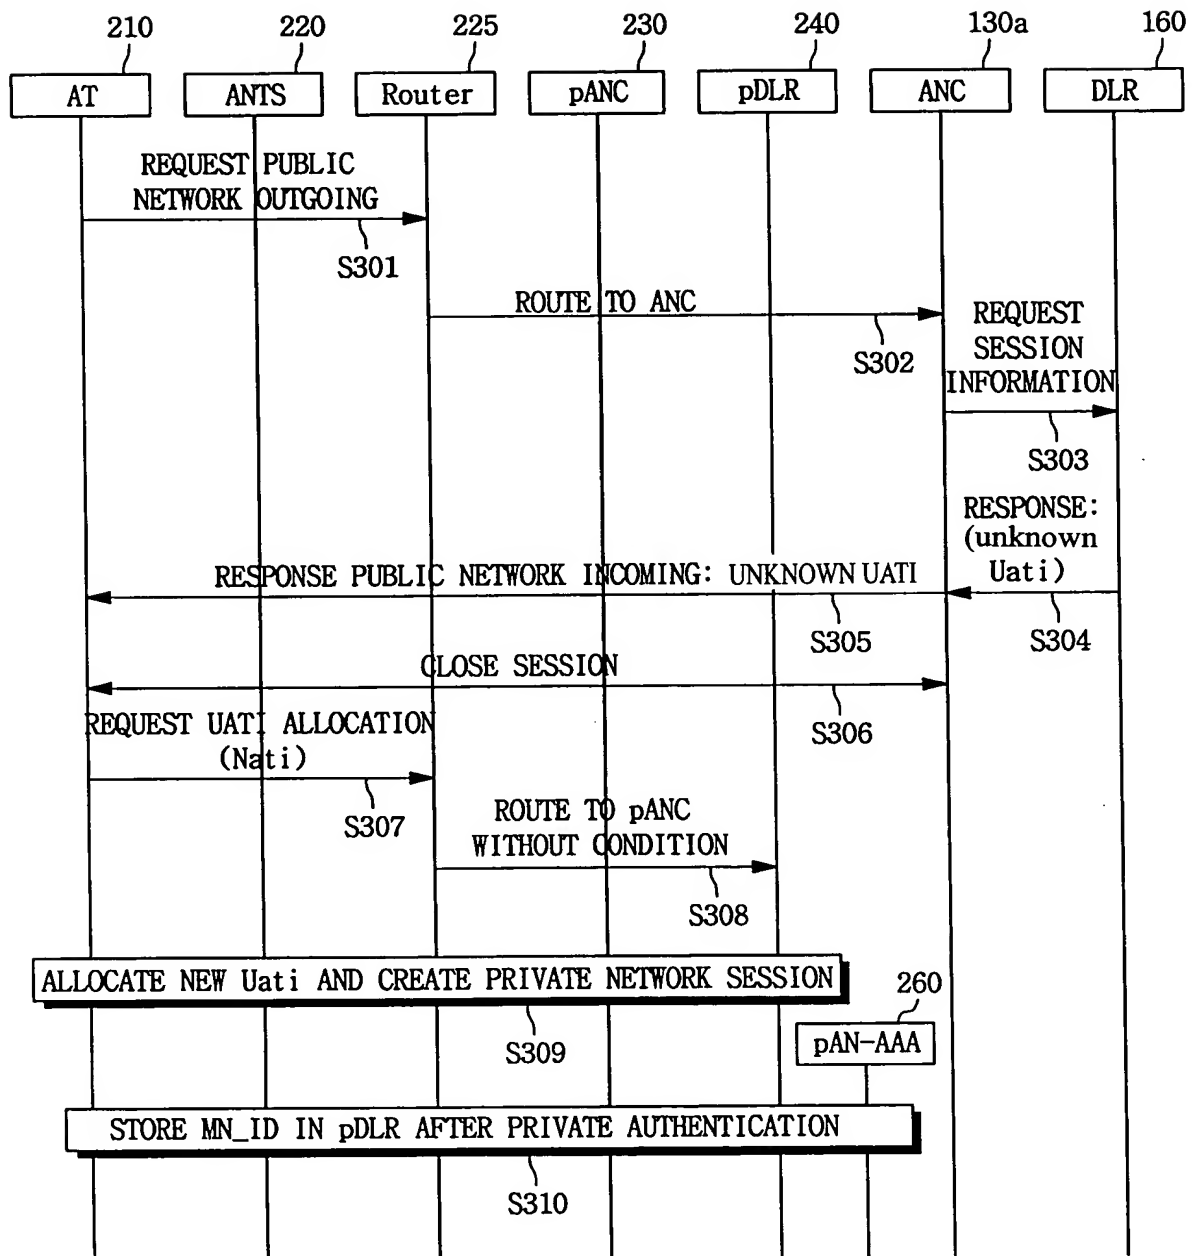 210 220 225 230 240 130a 160
AT ANTS Router pANC pDLR ANC DLR
REQUEST PUBLIC
NETWORK OUTGOING
S301
ROUTE TO ANC
S302
REQUEST
SESSION
INFORMATION
S303
RESPONSE:
(unknown
Uati)
S304
RESPONSE PUBLIC NETWORK INCOMING: UNKNOWN UATI
S305
CLOSE SESSION
S306
REQUEST UATI ALLOCATION
(Nati)
S307
ROUTE TO pANC
WITHOUT CONDITION
S308
ALLOCATE NEW Uati AND CREATE PRIVATE NETWORK SESSION
S309
260
pAN-AAA
STORE MN_ID IN pDLR AFTER PRIVATE AUTHENTICATION
S310